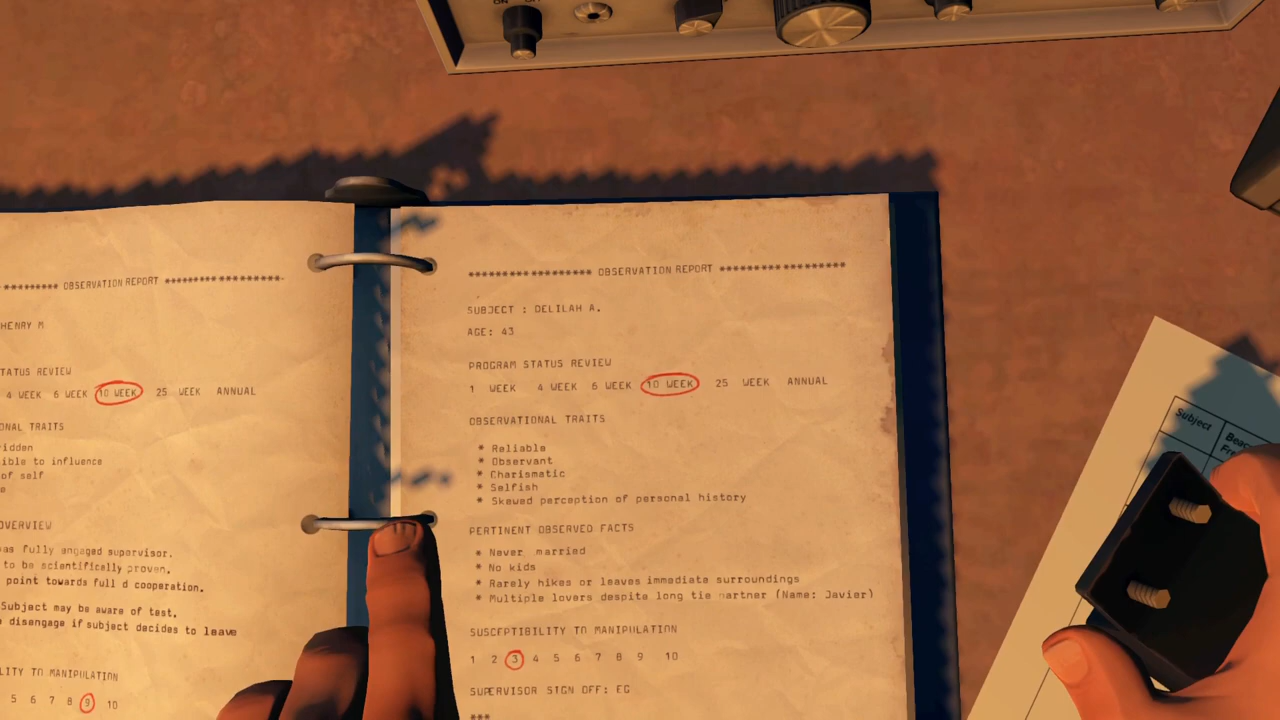 ********* OBSERVATION REPORT ******************
HENRY M
TATUS REVIEW
4 WEEK 6 WEEK 10 WEEK 25 WEEK ANNUAL
ONAL TRAITS
idden
ible to influence
of self
e
OVERVIEW
as fully engaged supervisor.
to be scientifically proven.
point towards full d cooperation.
Subject may be aware of test.
disengage if subject decides to leave
LITY TO MANIPULATION
5 6 7 8 9 10
****************** OBSERVATION REPORT ******************
SUBJECT : DELILAH A.
AGE: 43
PROGRAM STATUS REVIEW
1 WEEK 4 WEEK 6 WEEK 10 WEEK 25 WEEK ANNUAL
OBSERVATIONAL TRAITS
* Reliable
* Observant
* Charismatic
* Selfish
* Skewed perception of personal history
PERTINENT OBSERVED FACTS
* Never married
* No kids
* Rarely hikes or leaves immediate surroundings
* Multiple lovers despite long tie partner (Name: Javier)
SUSCEPTIBILITY TO MANIPULATION
1 2 3 4 5 6 7 8 9 10
SUPERVISOR SIGN OFF: EG
***
Subject